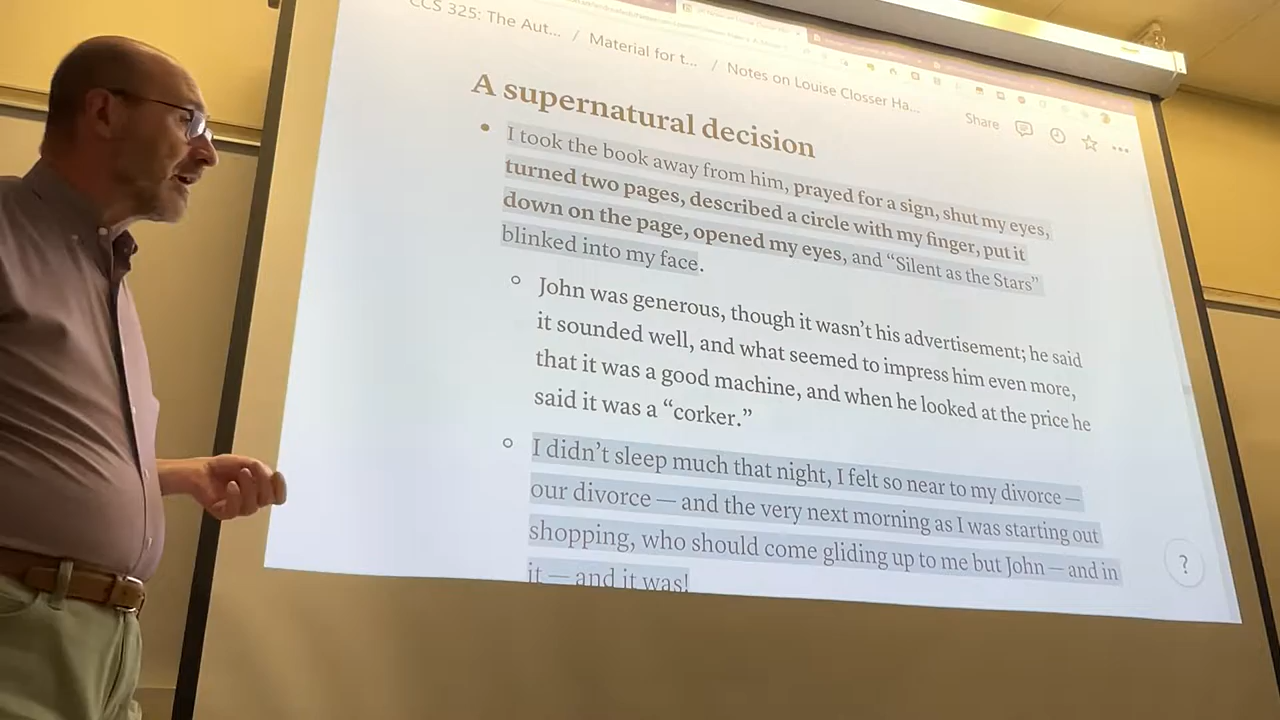 CCS 325: The Aut... / Material for t... / Notes on Louise Closser Ha...
Share
A supernatural decision
• I took the book away from him, prayed for a sign, shut my eyes,
turned two pages, described a circle with my finger, put it
down on the page, opened my eyes, and “Silent as the Stars”
blinked into my face.
○ John was generous, though it wasn’t his advertisement; he said
it sounded well, and what seemed to impress him even more,
that it was a good machine, and when he looked at the price he
said it was a “corker.”
○ I didn’t sleep much that night, I felt so near to my divorce —
our divorce — and the very next morning as I was starting out
shopping, who should come gliding up to me but John — and in
it — and it was!
?